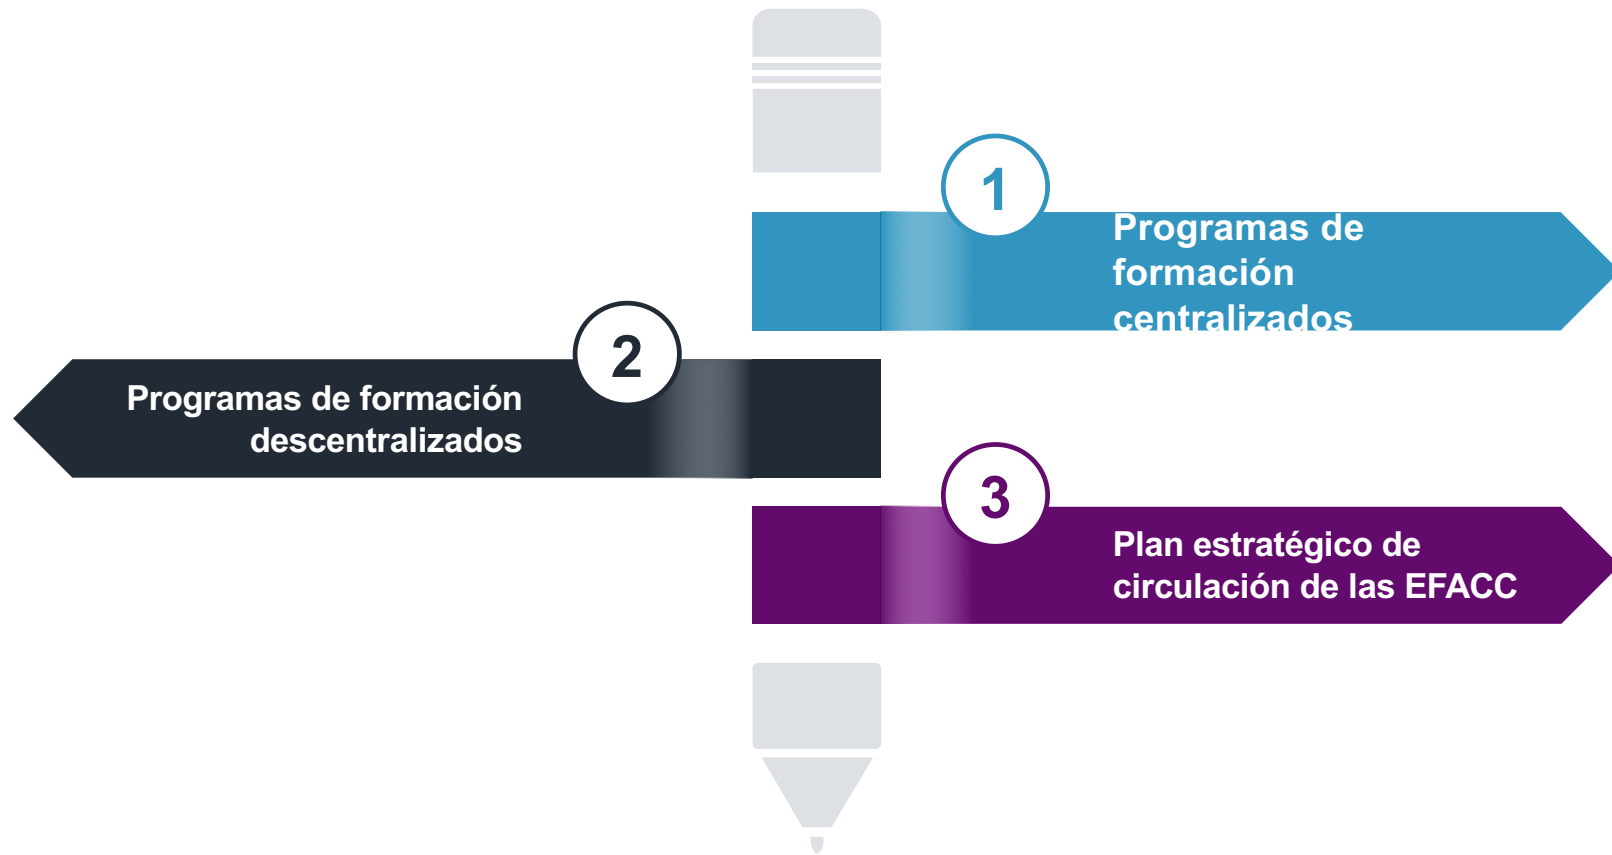 1
Programas de
formación
centralizados
2
Programas de formación
descentralizados
3
Plan estratégico de
circulación de las EFACC